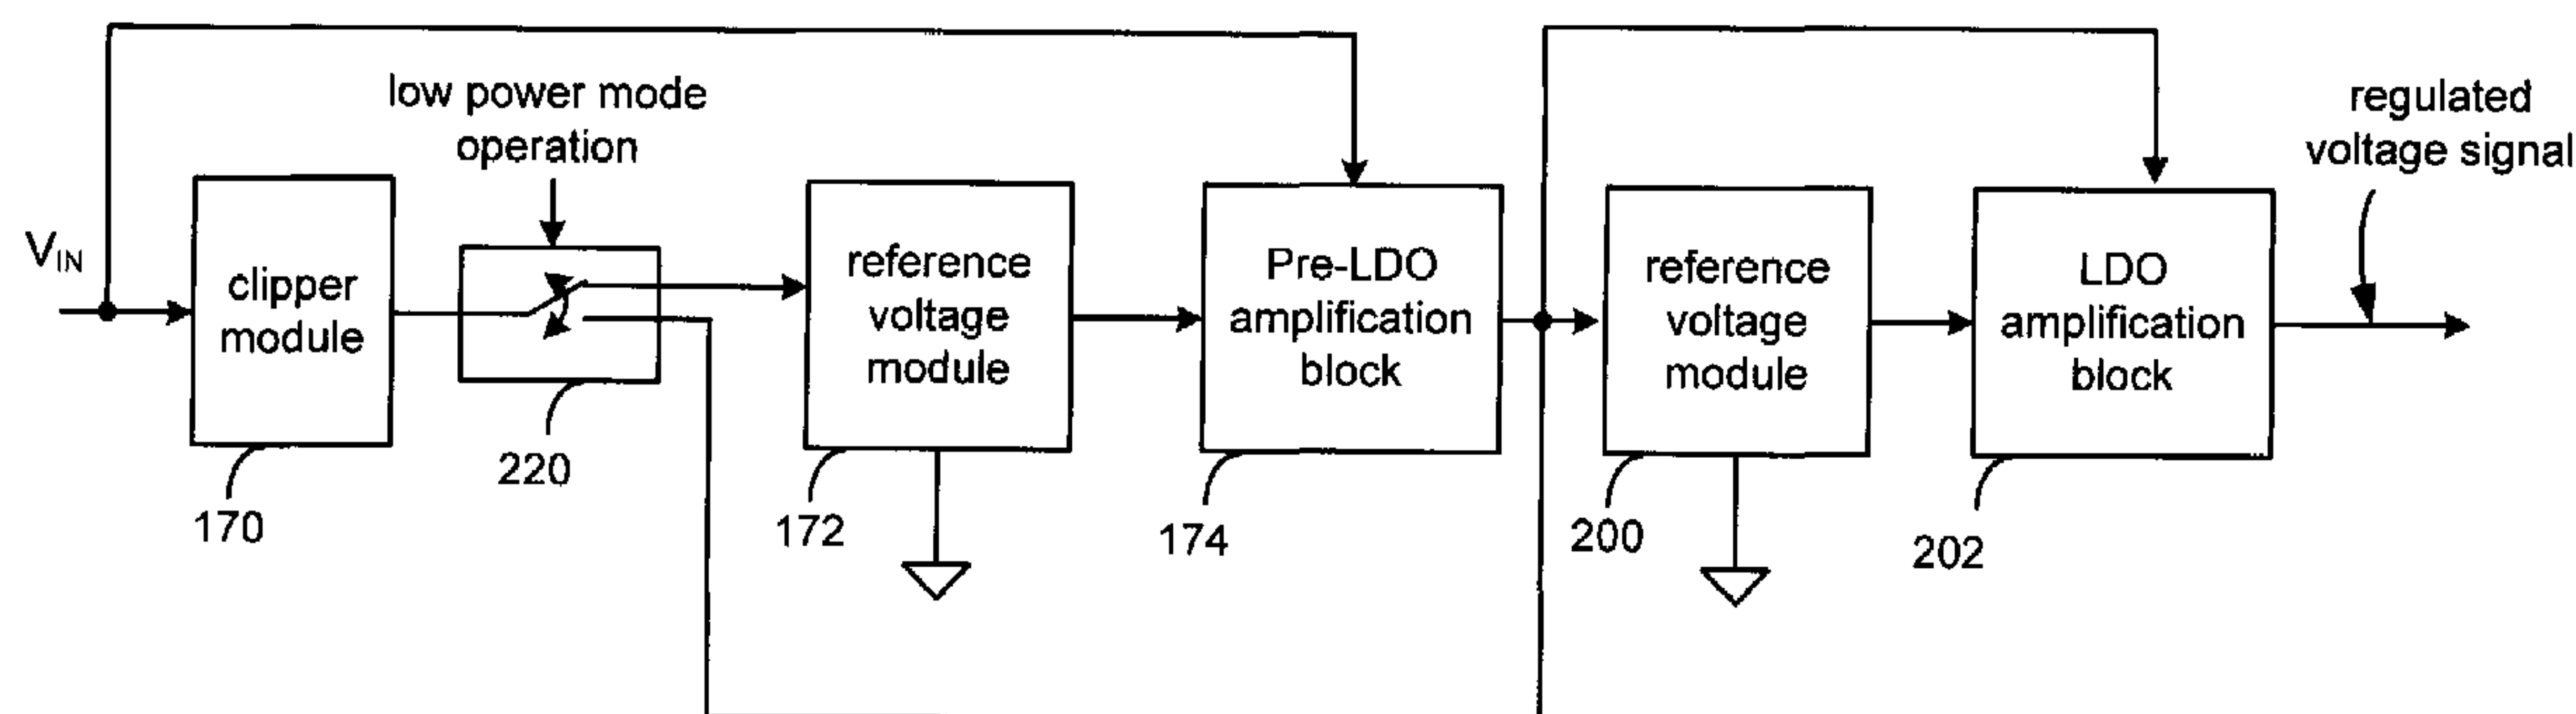 low power mode
operation
regulated
voltage signal
V_IN
clipper
module
reference
voltage
module
Pre-LDO
amplification
block
reference
voltage
module
LDO
amplification
block
170
220
172
174
200
202